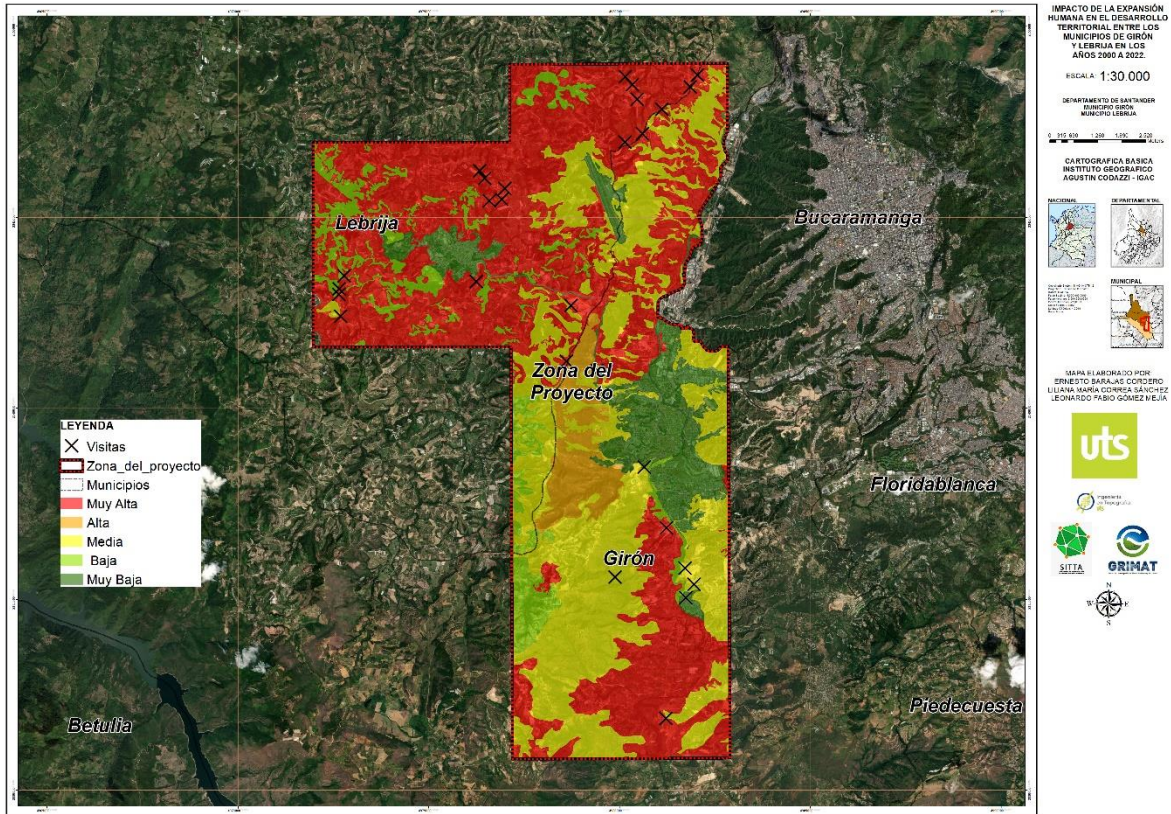 IMPACTO DE LA EXPANSIÓN
HUMANA EN EL DESARROLLO
TERRITORIAL ENTRE LOS
MUNICIPIOS DE GIRÓN
Y LEBRIJA EN LOS
AÑOS 2000 A 2022.
ESCALA: 1:30.000
DEPARTAMENTO DE SANTANDER
MUNICIPIO GIRÓN
MUNICIPIO LEBRIJA
CARTOGRAFICA BASICA
INSTITUTO GEOGRAFICO
AGUSTIN CODAZZI - IGAC
NACIONAL
DEPARTAMENTAL
MUNICIPAL
MAPA ELABORADO POR:
ERNESTO BARAJAS CORDERO
LILIANA MARÍA CORREA SÁNCHEZ
LEONARDO FABIO GÓMEZ MEJÍA
uts
SITTA
GRIMAT
N
W E
S
Lebrija
Bucaramanga
Zona del
Proyecto
Floridablanca
Girón
Piedecuesta
Betulia
LEYENDA
Visitas
Zona_del_proyecto
Municipios
Muy Alta
Alta
Media
Baja
Muy Baja